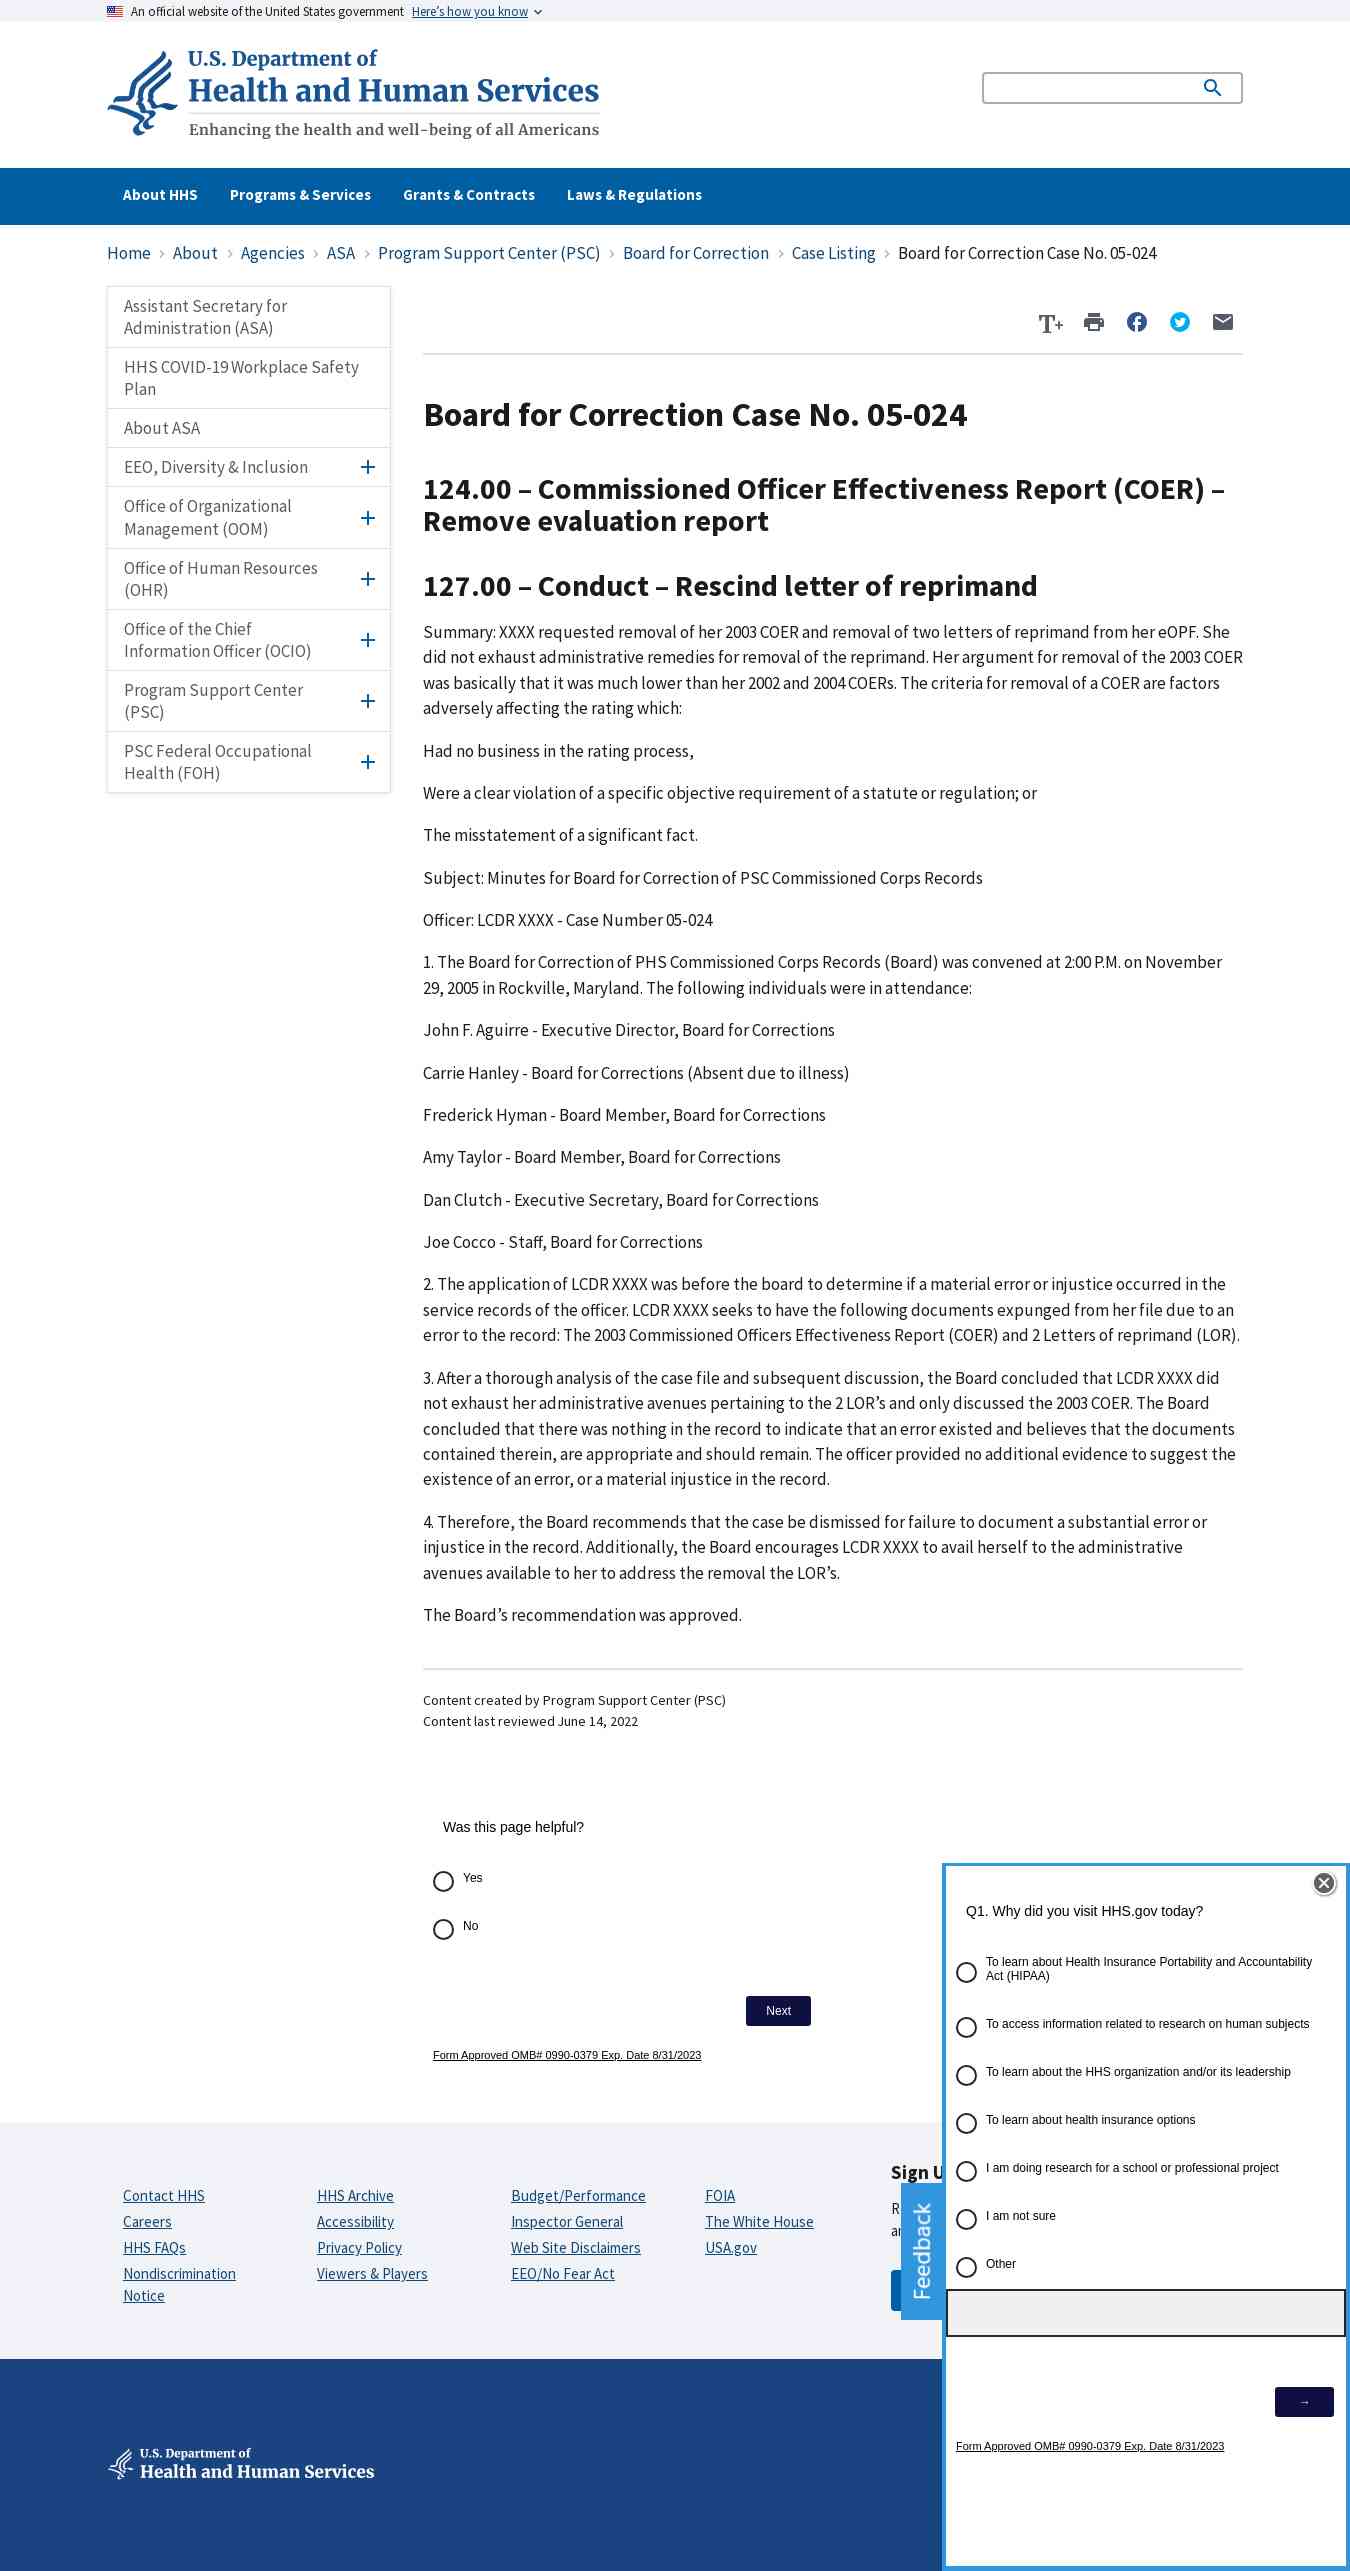 An official website of the United States government Here’s how you know
U.S. Department of
Health and Human Services
Enhancing the health and well-being of all Americans
About HHS Programs & Services Grants & Contracts Laws & Regulations
Home > About > Agencies > ASA > Program Support Center (PSC) > Board for Correction > Case Listing > Board for Correction Case No. 05-024
Assistant Secretary for
Administration (ASA)
HHS COVID-19 Workplace Safety
Plan
About ASA
EEO, Diversity & Inclusion
Office of Organizational
Management (OOM)
Office of Human Resources
(OHR)
Office of the Chief
Information Officer (OCIO)
Program Support Center
(PSC)
PSC Federal Occupational
Health (FOH)
T+
Board for Correction Case No. 05-024
124.00 – Commissioned Officer Effectiveness Report (COER) –
Remove evaluation report
127.00 – Conduct – Rescind letter of reprimand
Summary: XXXX requested removal of her 2003 COER and removal of two letters of reprimand from her eOPF. She
did not exhaust administrative remedies for removal of the reprimand. Her argument for removal of the 2003 COER
was basically that it was much lower than her 2002 and 2004 COERs. The criteria for removal of a COER are factors
adversely affecting the rating which:
Had no business in the rating process,
Were a clear violation of a specific objective requirement of a statute or regulation; or
The misstatement of a significant fact.
Subject: Minutes for Board for Correction of PSC Commissioned Corps Records
Officer: LCDR XXXX - Case Number 05-024
1. The Board for Correction of PHS Commissioned Corps Records (Board) was convened at 2:00 P.M. on November
29, 2005 in Rockville, Maryland. The following individuals were in attendance:
John F. Aguirre - Executive Director, Board for Corrections
Carrie Hanley - Board for Corrections (Absent due to illness)
Frederick Hyman - Board Member, Board for Corrections
Amy Taylor - Board Member, Board for Corrections
Dan Clutch - Executive Secretary, Board for Corrections
Joe Cocco - Staff, Board for Corrections
2. The application of LCDR XXXX was before the board to determine if a material error or injustice occurred in the
service records of the officer. LCDR XXXX seeks to have the following documents expunged from her file due to an
error to the record: The 2003 Commissioned Officers Effectiveness Report (COER) and 2 Letters of reprimand (LOR).
3. After a thorough analysis of the case file and subsequent discussion, the Board concluded that LCDR XXXX did
not exhaust her administrative avenues pertaining to the 2 LOR’s and only discussed the 2003 COER. The Board
concluded that there was nothing in the record to indicate that an error existed and believes that the documents
contained therein, are appropriate and should remain. The officer provided no additional evidence to suggest the
existence of an error, or a material injustice in the record.
4. Therefore, the Board recommends that the case be dismissed for failure to document a substantial error or
injustice in the record. Additionally, the Board encourages LCDR XXXX to avail herself to the administrative
avenues available to her to address the removal the LOR’s.
The Board’s recommendation was approved.
Content created by Program Support Center (PSC)
Content last reviewed June 14, 2022
Was this page helpful?
Yes
No
Next
Form Approved OMB# 0990-0379 Exp. Date 8/31/2023
Q1. Why did you visit HHS.gov today?
To learn about Health Insurance Portability and Accountability
Act (HIPAA)
To access information related to research on human subjects
To learn about the HHS organization and/or its leadership
To learn about health insurance options
I am doing research for a school or professional project
I am not sure
Other
→
Form Approved OMB# 0990-0379 Exp. Date 8/31/2023
Feedback
Contact HHS
Careers
HHS FAQs
Nondiscrimination
Notice
HHS Archive
Accessibility
Privacy Policy
Viewers & Players
Budget/Performance
Inspector General
Web Site Disclaimers
EEO/No Fear Act
FOIA
The White House
USA.gov
Sign
U.S. Department of
Health and Human Services